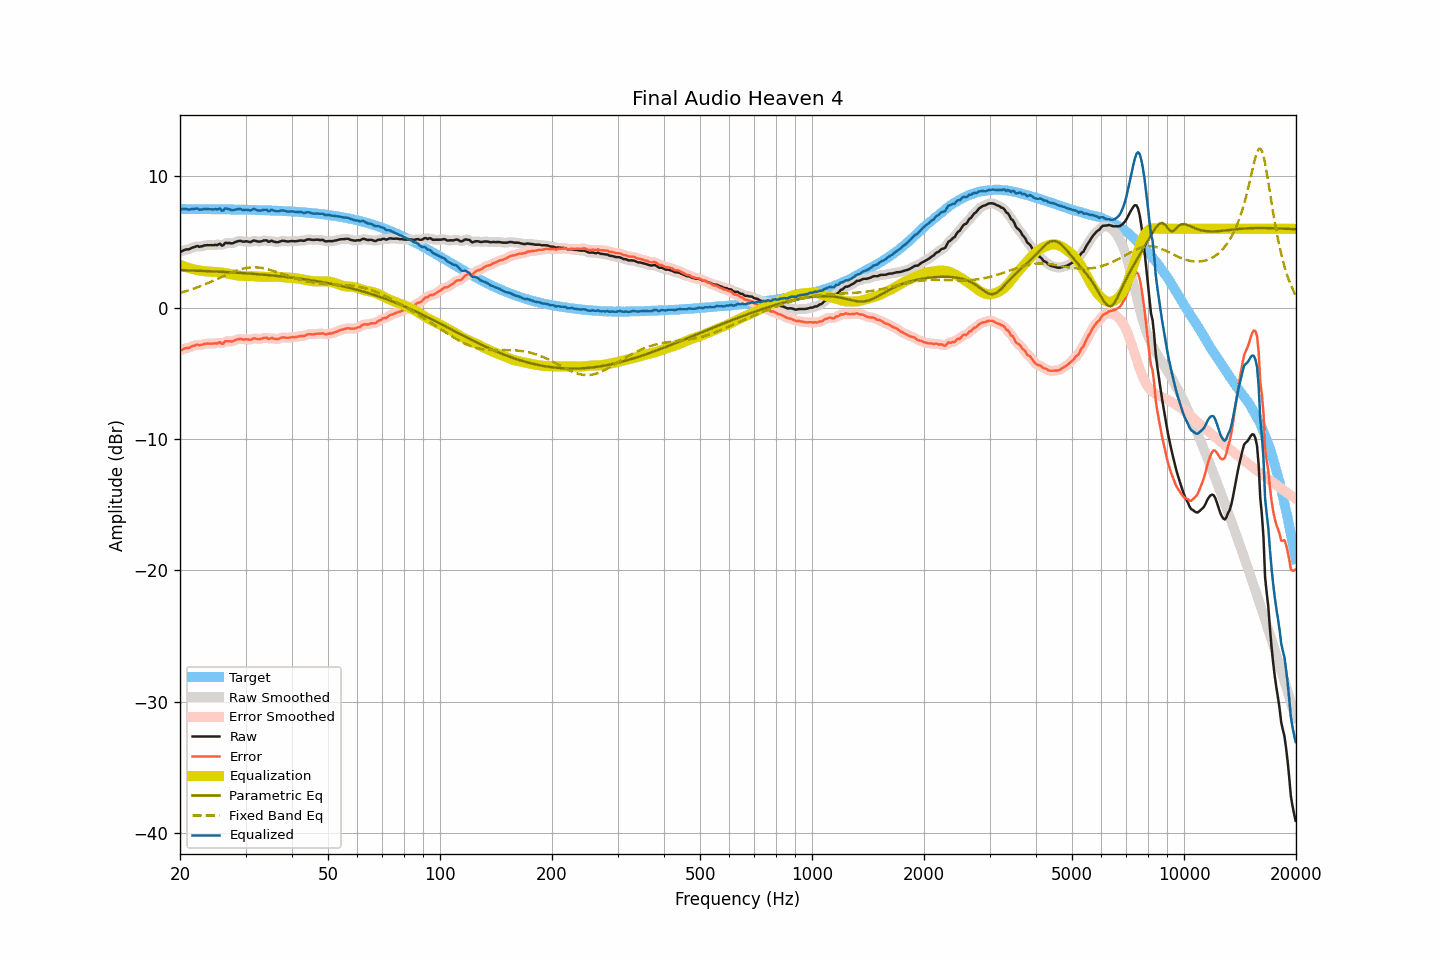 Final Audio Heaven 4
Amplitude (dBr)
10
0
−10
−20
−30
−40
Target
Raw Smoothed
Error Smoothed
Raw
Error
Equalization
Parametric Eq
Fixed Band Eq
Equalized
20 50 100 200 500 1000 2000 5000 10000 20000
Frequency (Hz)